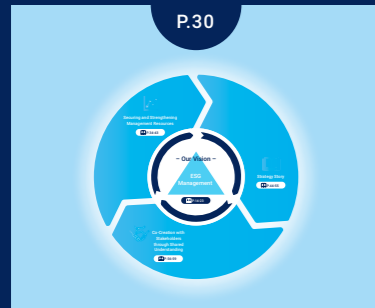 P.30
Securing and Strengthening
Management Resources
– Our Vision –
ESG
Management
Strategy Story
Co-Creation with
Stakeholders
through Shared
Understanding